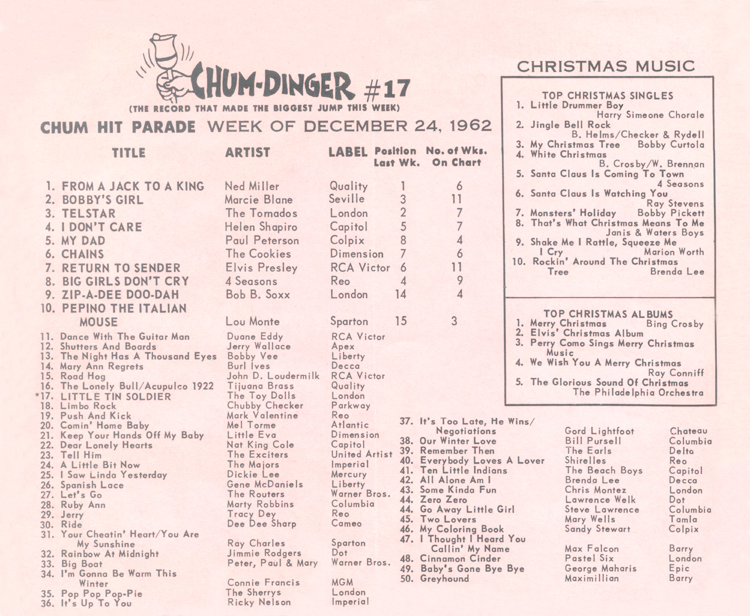 CHUM-DINGER #17
(THE RECORD THAT MADE THE BIGGEST JUMP THIS WEEK)
CHUM HIT PARADE WEEK OF DECEMBER 24, 1962
TITLE ARTIST LABEL Position Last Wk. No. of Wks. On Chart
1. FROM A JACK TO A KING Ned Miller Quality 1 6
2. BOBBY'S GIRL Marcie Blane Seville 3 11
3. TELSTAR The Tornados London 2 7
4. I DON'T CARE Helen Shapiro Capitol 5 7
5. MY DAD Paul Peterson Colpix 8 4
6. CHAINS The Cookies Dimension 7 6
7. RETURN TO SENDER Elvis Presley RCA Victor 6 11
8. BIG GIRLS DON'T CRY 4 Seasons Reo 4 9
9. ZIP-A-DEE DOO-DAH Bob B. Soxx London 14 4
10. PEPINO THE ITALIAN
MOUSE Lou Monte Sparton 15 3
11. Dance With The Guitar Man Duane Eddy RCA Victor
12. Shutters And Boards Jerry Wallace Apex
13. The Night Has A Thousand Eyes Bobby Vee Liberty
14. Mary Ann Regrets Burl Ives Decca
15. Road Hog John D. Loudermilk RCA Victor
16. The Lonely Bull/Acupulco 1922 Tijuana Brass Quality
*17. LITTLE TIN SOLDIER The Toy Dolls London
18. Limbo Rock Chubby Checker Parkway
19. Push And Kick Mark Valentine Reo
20. Comin' Home Baby Mel Torme Atlantic
21. Keep Your Hands Off My Baby Little Eva Dimension
22. Dear Lonely Hearts Nat King Cole Capitol
23. Tell Him The Exciters United Artist
24. A Little Bit Now The Majors Imperial
25. I Saw Linda Yesterday Dickie Lee Mercury
26. Spanish Lace Gene McDaniels Liberty
27. Let's Go The Routers Warner Bros.
28. Ruby Ann Marty Robbins Columbia
29. Jerry Tracy Dey Reo
30. Ride Dee Dee Sharp Cameo
31. Your Cheatin' Heart/You Are
My Sunshine Ray Charles Sparton
32. Rainbow At Midnight Jimmie Rodgers Dot
33. Big Boat Peter, Paul & Mary Warner Bros.
34. I'm Gonna Be Warm This
Winter Connie Francis MGM
35. Pop Pop Pop-Pie The Sherrys London
36. It's Up To You Ricky Nelson Imperial
37. It's Too Late, He Wins/
Negotiations Gord Lightfoot Chateau
38. Our Winter Love Bill Pursell Columbia
39. Remember Then The Earls Delta
40. Everybody Loves A Lover Shirelles Reo
41. Ten Little Indians The Beach Boys Capitol
42. All Alone Am I Brenda Lee Decca
43. Some Kinda Fun Chris Montez London
44. Zero Zero Lawrence Welk Dot
44. Go Away Little Girl Steve Lawrence Columbia
45. Two Lovers Mary Wells Tamla
46. My Coloring Book Sandy Stewart Colpix
47. I Thought I Heard You
Callin' My Name Max Falcon Barry
48. Cinnamon Cinder Pastel Six London
49. Baby's Gone Bye Bye George Maharis Epic
50. Greyhound Maximillian Barry
CHRISTMAS MUSIC
TOP CHRISTMAS SINGLES
1. Little Drummer Boy
Harry Simeone Chorale
2. Jingle Bell Rock
B. Helms/Checker & Rydell
3. My Christmas Tree Bobby Curtola
4. White Christmas
B. Crosby/W. Brennan
5. Santa Claus Is Coming To Town
4 Seasons
6. Santa Claus Is Watching You
Ray Stevens
7. Monsters' Holiday Bobby Pickett
8. That's What Christmas Means To Me
Janis & Waters Boys
9. Shake Me I Rattle, Squeeze Me
I Cry Marion Worth
10. Rockin' Around The Christmas
Tree Brenda Lee
TOP CHRISTMAS ALBUMS
1. Merry Christmas Bing Crosby
2. Elvis' Christmas Album
3. Perry Como Sings Merry Christmas
Music
4. We Wish You A Merry Christmas
Ray Conniff
5. The Glorious Sound Of Christmas
The Philadelphia Orchestra